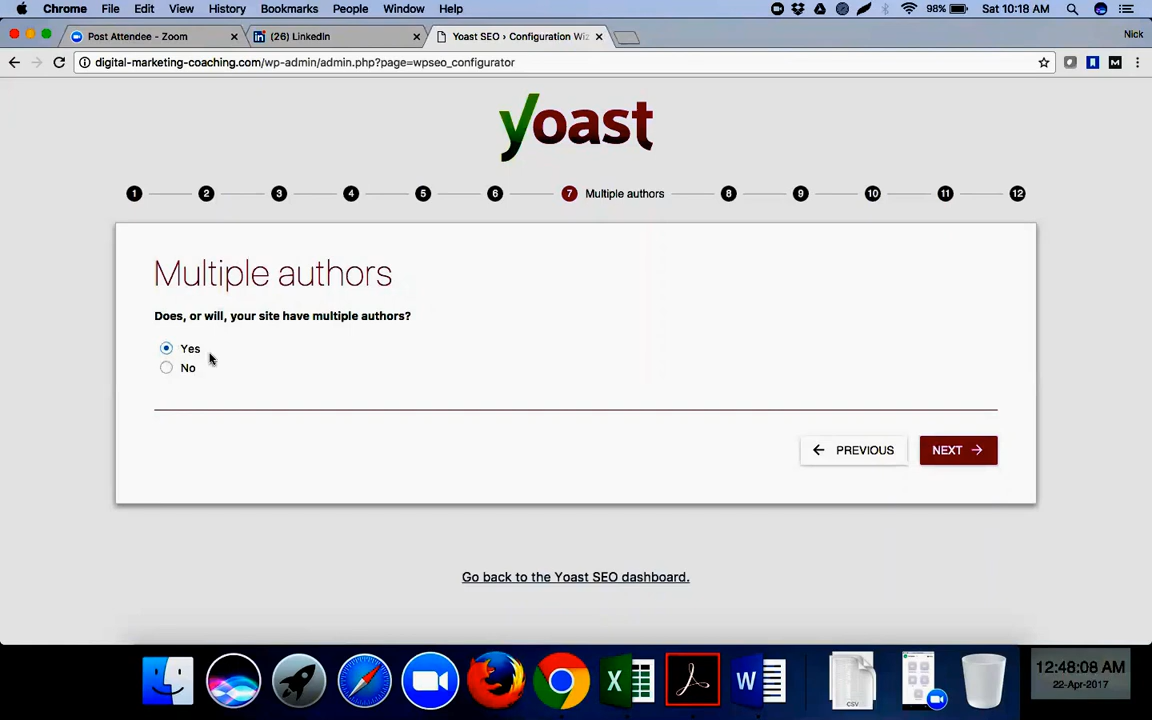 Chrome File Edit View History Bookmarks People Window Help 98% Sat 10:18 AM
Post Attendee - Zoom (26) LinkedIn Yoast SEO › Configuration Wiz Nick
digital-marketing-coaching.com/wp-admin/admin.php?page=wpseo_configurator
yoast
1 2 3 4 5 6 7 Multiple authors 8 9 10 11 12
Multiple authors
Does, or will, your site have multiple authors?
Yes
No
PREVIOUS NEXT
Go back to the Yoast SEO dashboard.
12:48:08 AM
22-Apr-2017
CSV